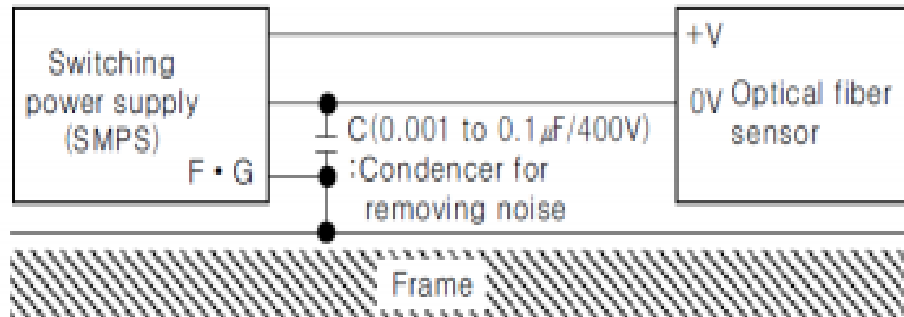 Switching
power supply
(SMPS)
F•G
+V
0V Optical fiber
sensor
C(0.001 to 0.1㎌/400V)
:Condencer for
removing noise
Frame